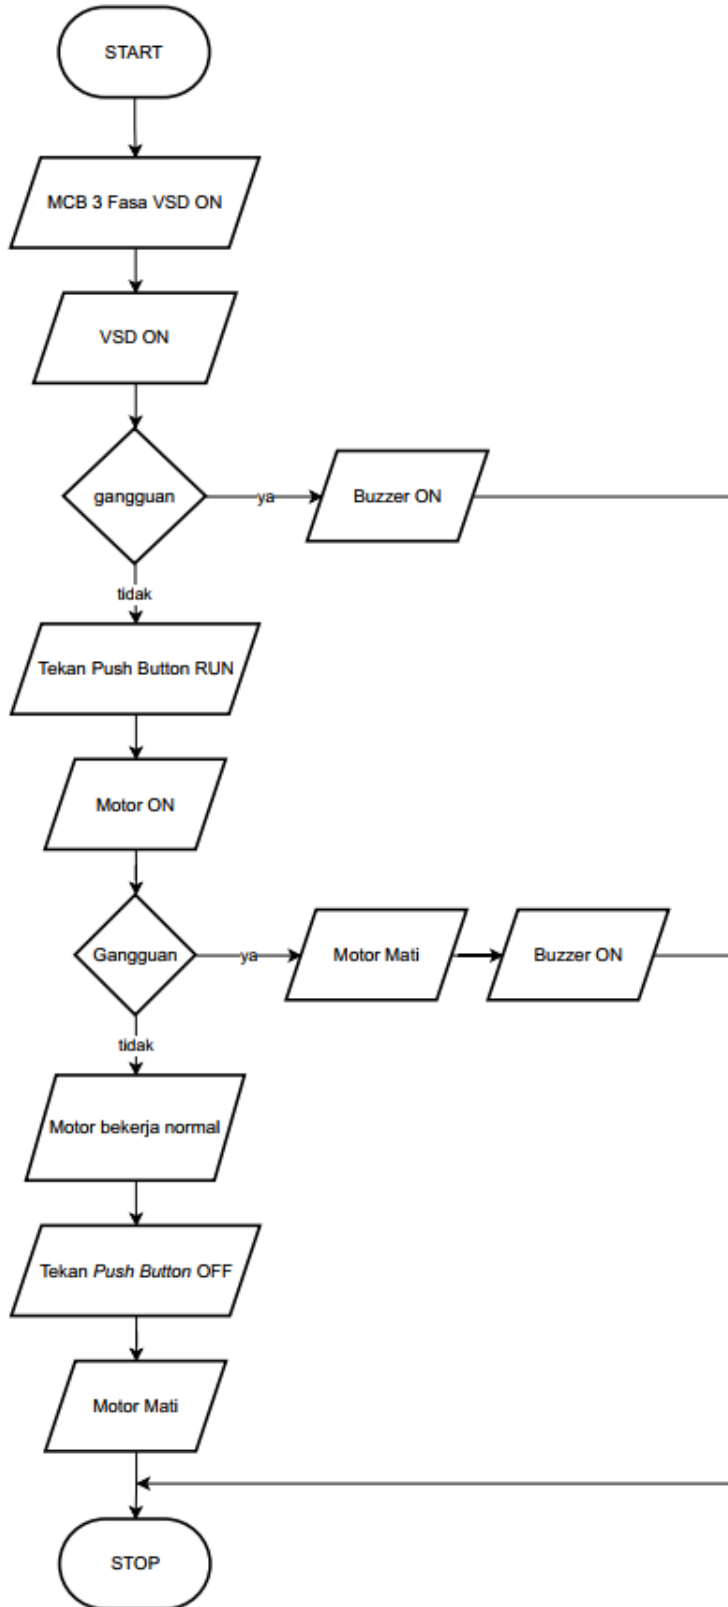 START
MCB 3 Fasa VSD ON
VSD ON
gangguan
ya
Buzzer ON
tidak
Tekan Push Button RUN
Motor ON
Gangguan
ya
Motor Mati
Buzzer ON
tidak
Motor bekerja normal
Tekan Push Button OFF
Motor Mati
STOP